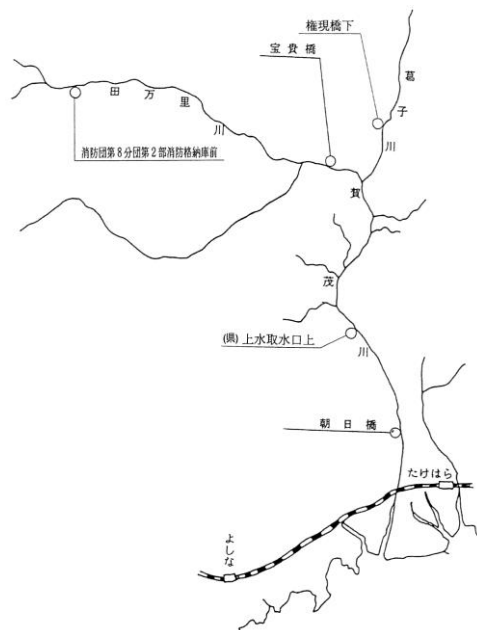 権現橋下
宝貴橋
葛子川
田万里川
消防団第8分団第2部消防格納庫前
賀茂川
(県)上水取水口上
朝日橋
たけはら
よしな